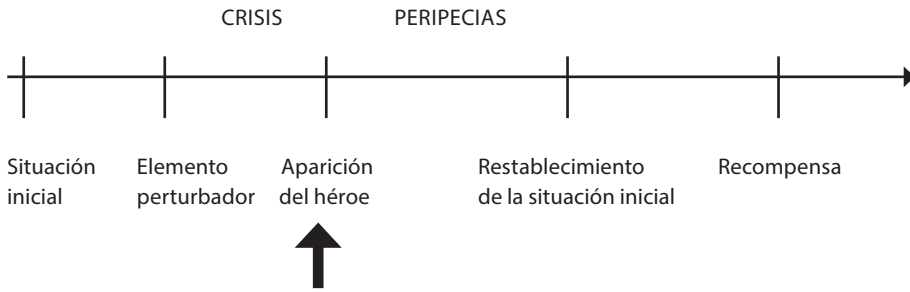 CRISIS
PERIPECIAS
Situación
inicial
Elemento
perturbador
Aparición
del héroe
Restablecimiento
de la situación inicial
Recompensa